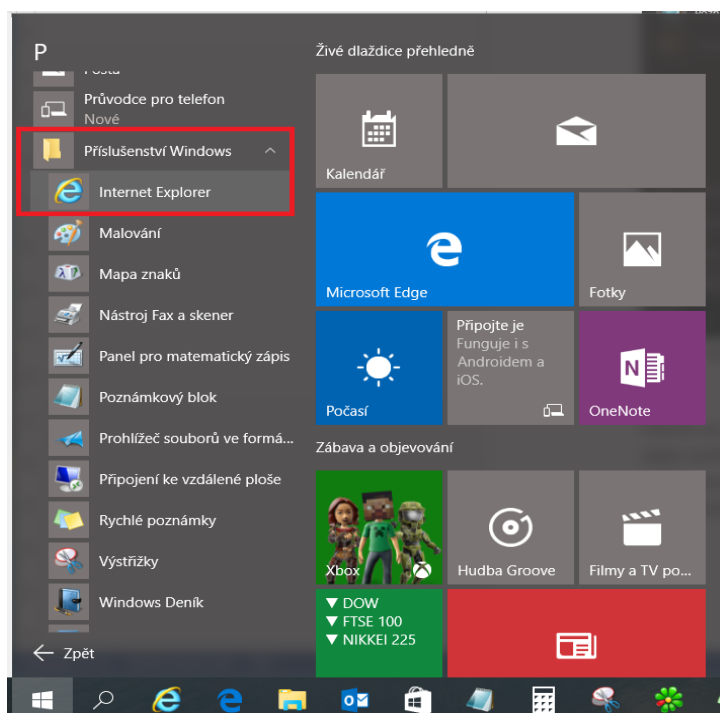 P
Pošta
Průvodce pro telefon
Nové
Příslušenství Windows
Internet Explorer
Malování
Mapa znaků
Nástroj Fax a skener
Panel pro matematický zápis
Poznámkový blok
Prohlížeč souborů ve formá...
Připojení ke vzdálené ploše
Rychlé poznámky
Výstřižky
Windows Deník
Zpět
Živé dlaždice přehledně
Kalendář
Microsoft Edge
Fotky
Počasí
Připojte je
Funguje i s
Androidem a
iOS.
N
OneNote
Zábava a objevování
Xbox
Hudba Groove
Filmy a TV po...
▼ DOW
▼ FTSE 100
▼ NIKKEI 225